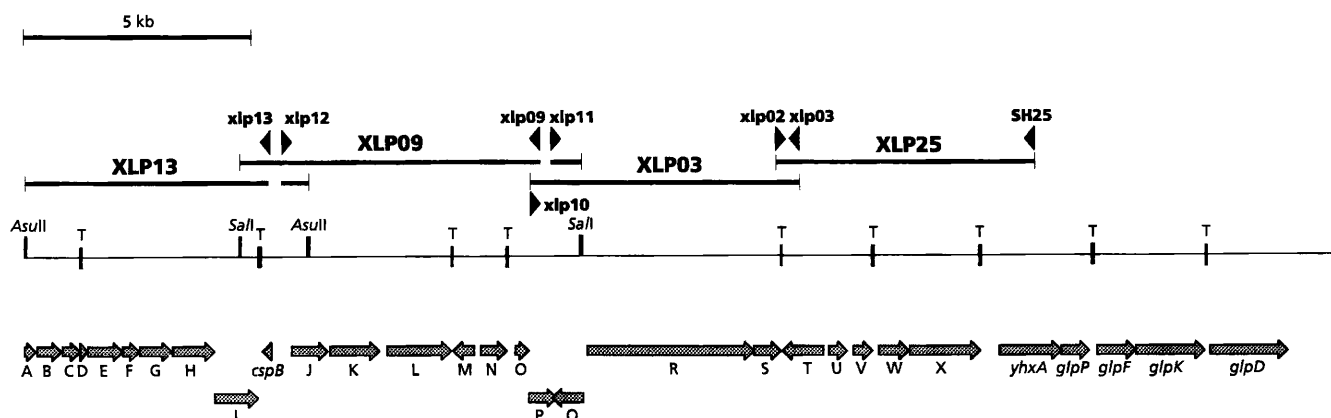 5 kb
xlp13 xlp12 xlp09 xlp11 xlp02 xlp03 SH25
XLP09 XLP25
XLP13 XLP03
xlp10
AsuII T SalI T AsuII T T SalI T T T T T
A B C D E F G H cspB J K L M N O R S T U V W X yhxA glpP glpF glpK glpD
I P Q